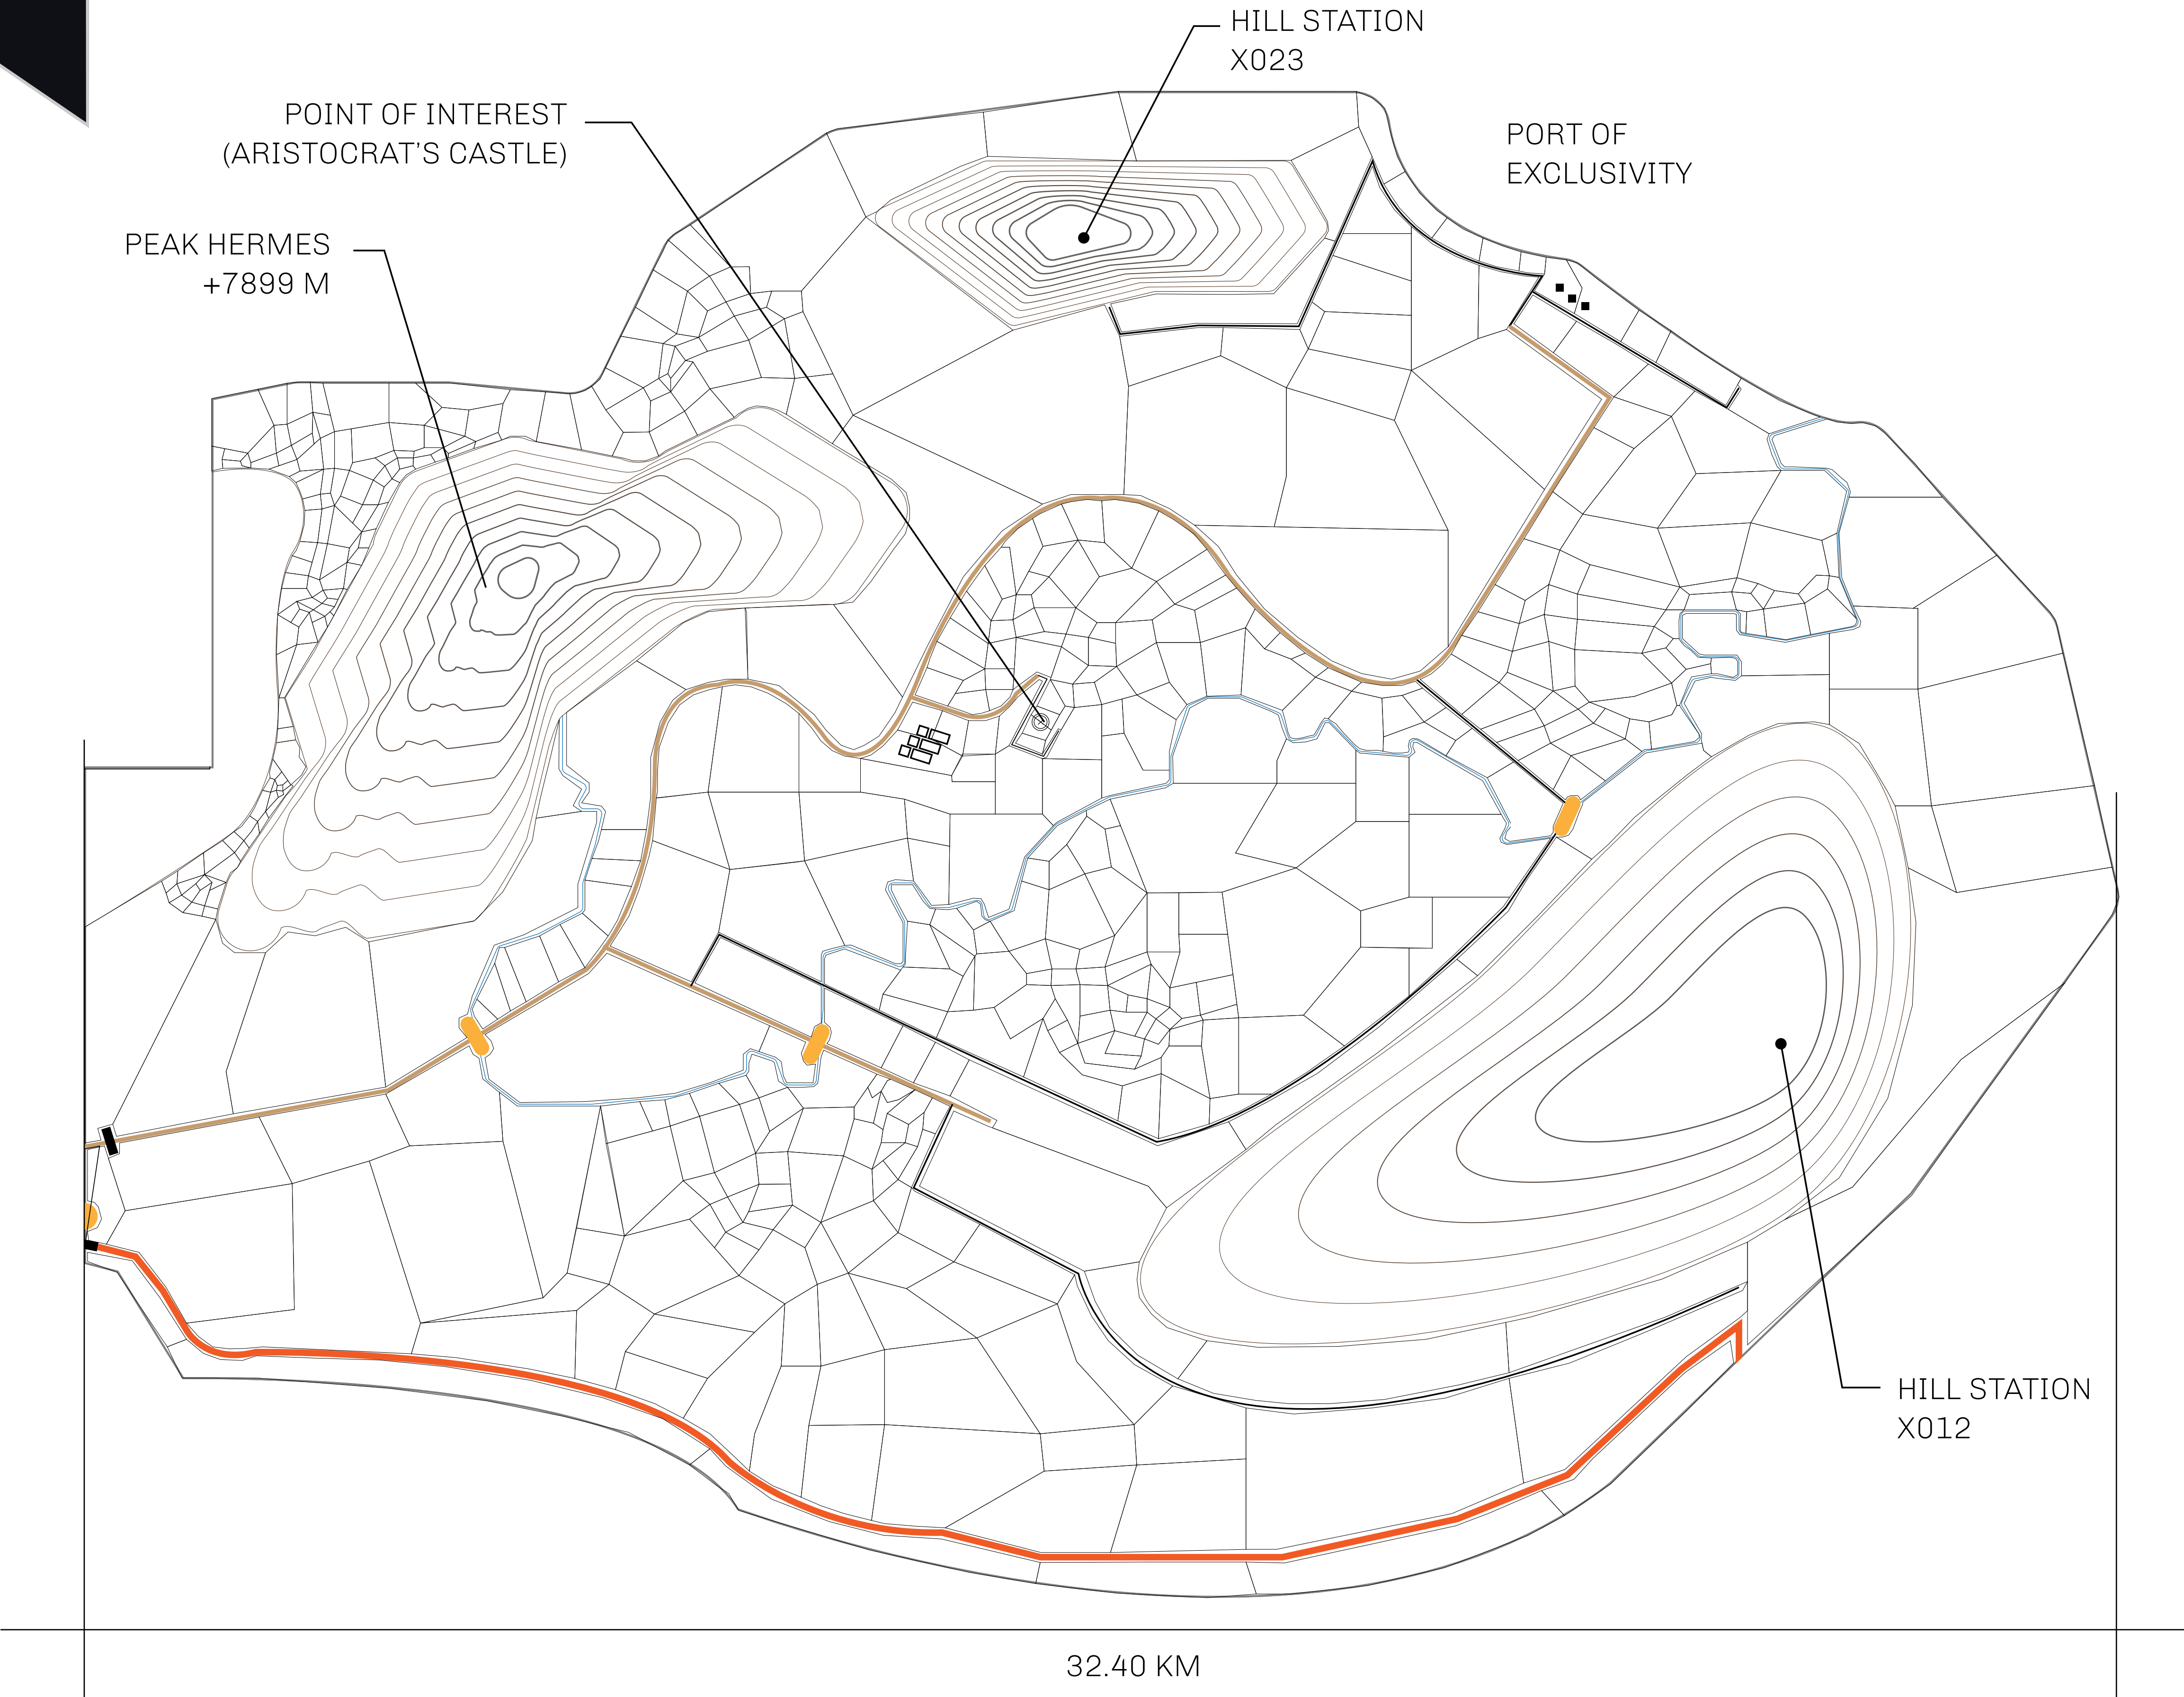 HILL STATION
X023
POINT OF INTEREST
(ARISTOCRAT'S CASTLE)
PORT OF
EXCLUSIVITY
PEAK HERMES
+7899 M
HILL STATION
X012
32.40 KM